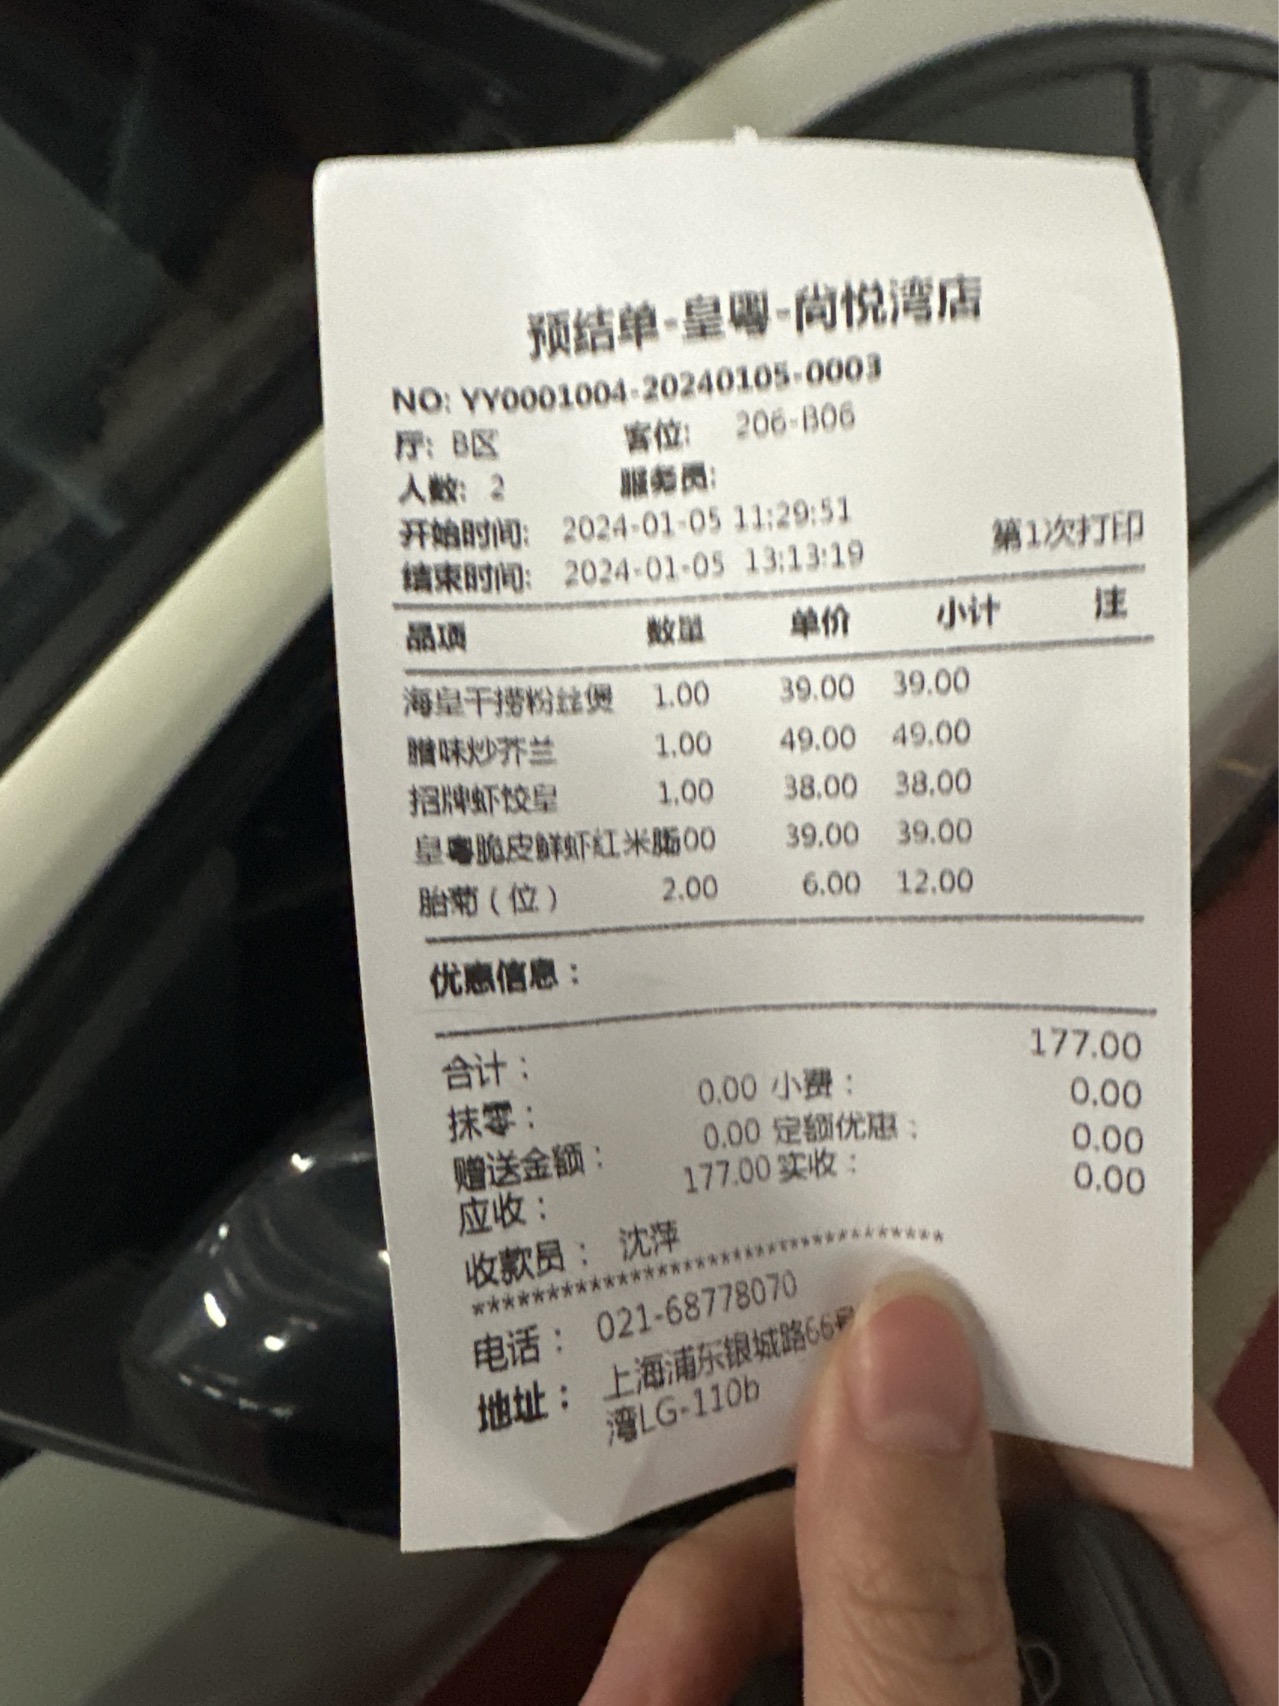 预结单-皇粤-尚悦湾店
NO: YY0001004-20240105-0003
厅: B区 客位: 206-B06
人数: 2 服务员:
开始时间: 2024-01-05 11:29:51
结束时间: 2024-01-05 13:13:19 第1次打印
品项 数量 单价 小计 注
海皇干捞粉丝煲 1.00 39.00 39.00
腊味炒芥兰 1.00 49.00 49.00
招牌虾饺皇 1.00 38.00 38.00
皇粤脆皮鲜虾红米肠 00 39.00 39.00
胎菊(位) 2.00 6.00 12.00
优惠信息:
合计: 177.00
抹零: 0.00 小费: 0.00
赠送金额: 0.00 定额优惠: 0.00
应收: 177.00 实收: 0.00
收款员: 沈萍
****************************************
电话: 021-68778070
地址: 上海浦东银城路66号
湾LG-110b